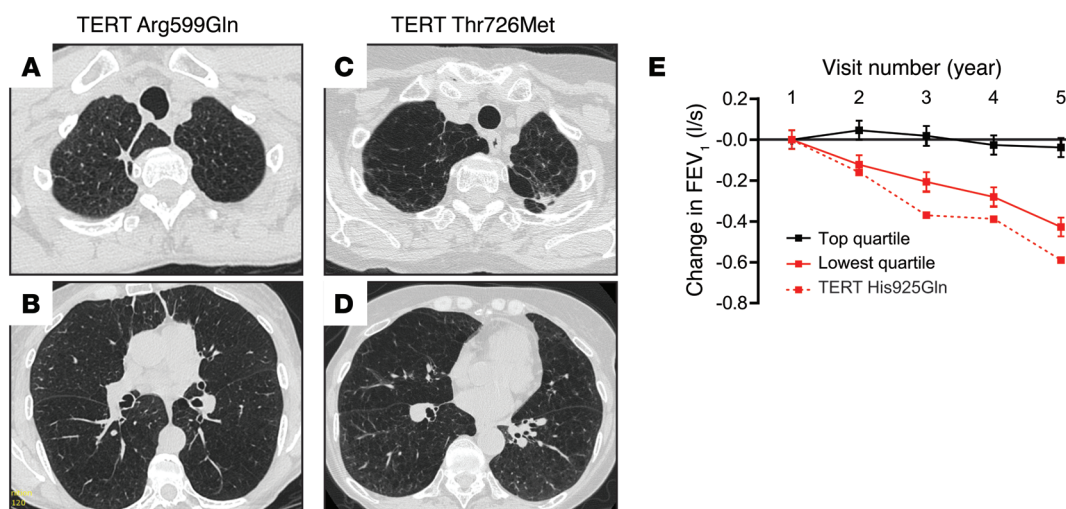 TERT Arg599Gln
TERT Thr726Met
A
B
C
D
E
Visit number (year)
1 2 3 4 5
Change in FEV1 (l/s)
0.2
-0.0
-0.2
-0.4
-0.6
-0.8
Top quartile
Lowest quartile
TERT His925Gln
120